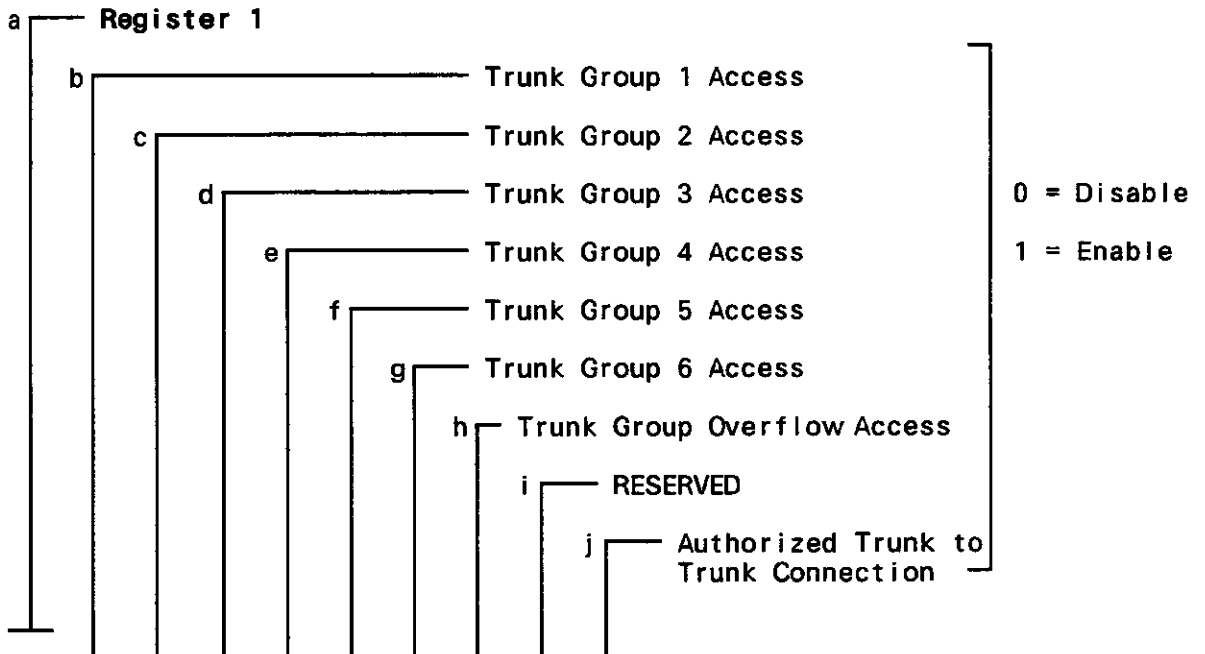 a Register 1
b Trunk Group 1 Access
c Trunk Group 2 Access
d Trunk Group 3 Access 0 = Disable
e Trunk Group 4 Access 1 = Enable
f Trunk Group 5 Access
g Trunk Group 6 Access
h Trunk Group Overflow Access
i RESERVED
j Authorized Trunk to
Trunk Connection